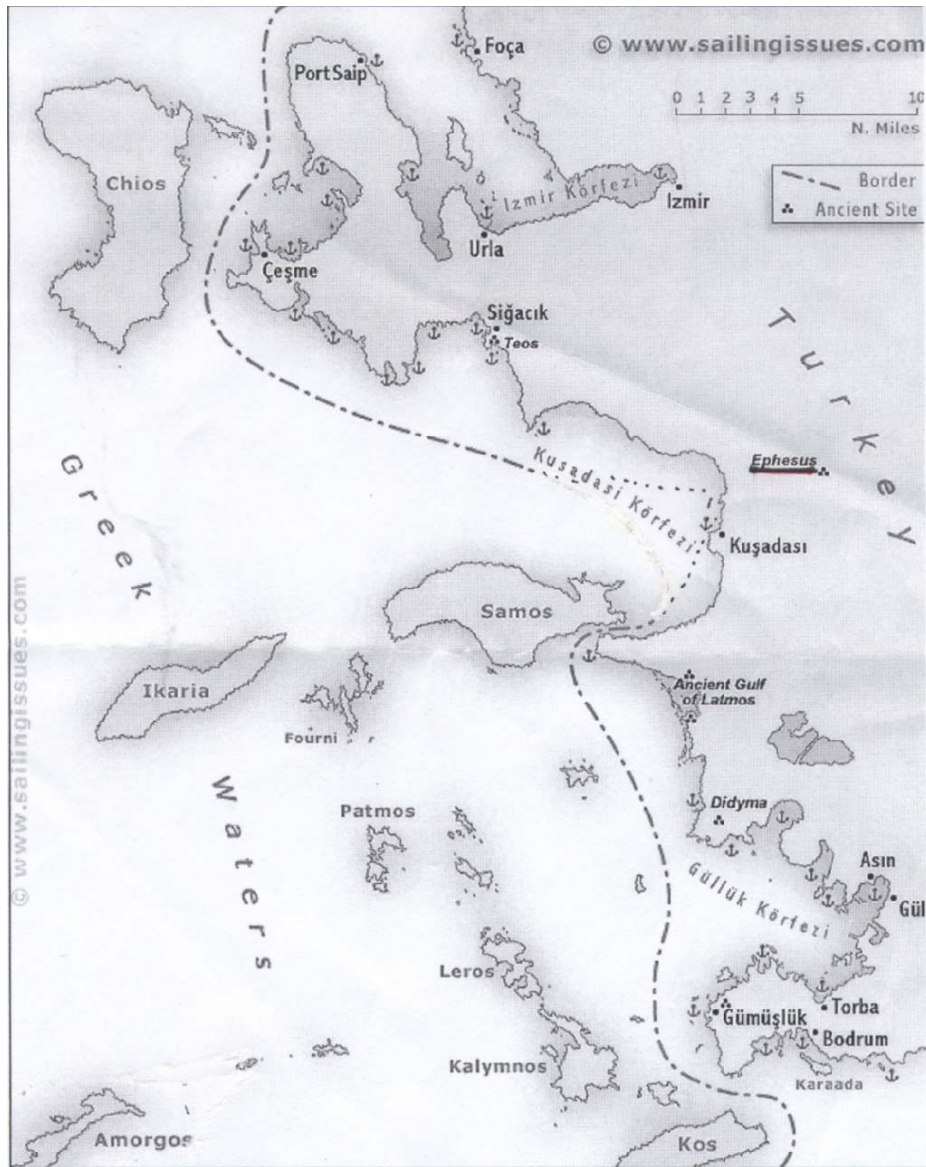 © www.sailingissues.com
Foça
Port Saip
0 1 2 3 4 5 10
N. Miles
Chios
Izmir Körfezi
Izmir
Border
Ancient Site
Urla
Çeşme
Siğacık
Teos
Turkey
Ephesus
Kusadasi Körfezi
Kuşadası
Greek
Waters
Samos
Ikaria
Fourni
Ancient Gulf
of Latmos
© www.sailingissues.com
Patmos
Didyma
Asın
Güllük Körfezi
Gül
Leros
Torba
Gümüşlük
Bodrum
Kalymnos
Karaada
Amorgos
Kos